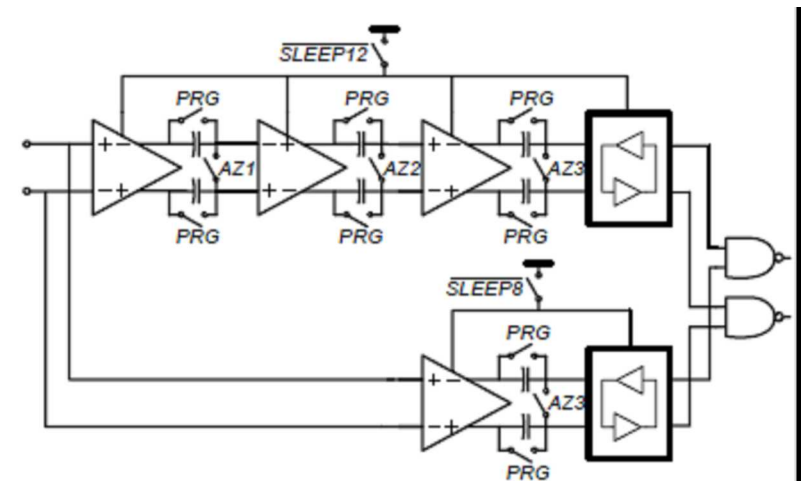 SLEEP12
PRG PRG PRG
+ − + − + −
AZ1 AZ2 AZ3
− + − + − +
PRG PRG PRG
SLEEP8
PRG
+ −
AZ3
− +
PRG